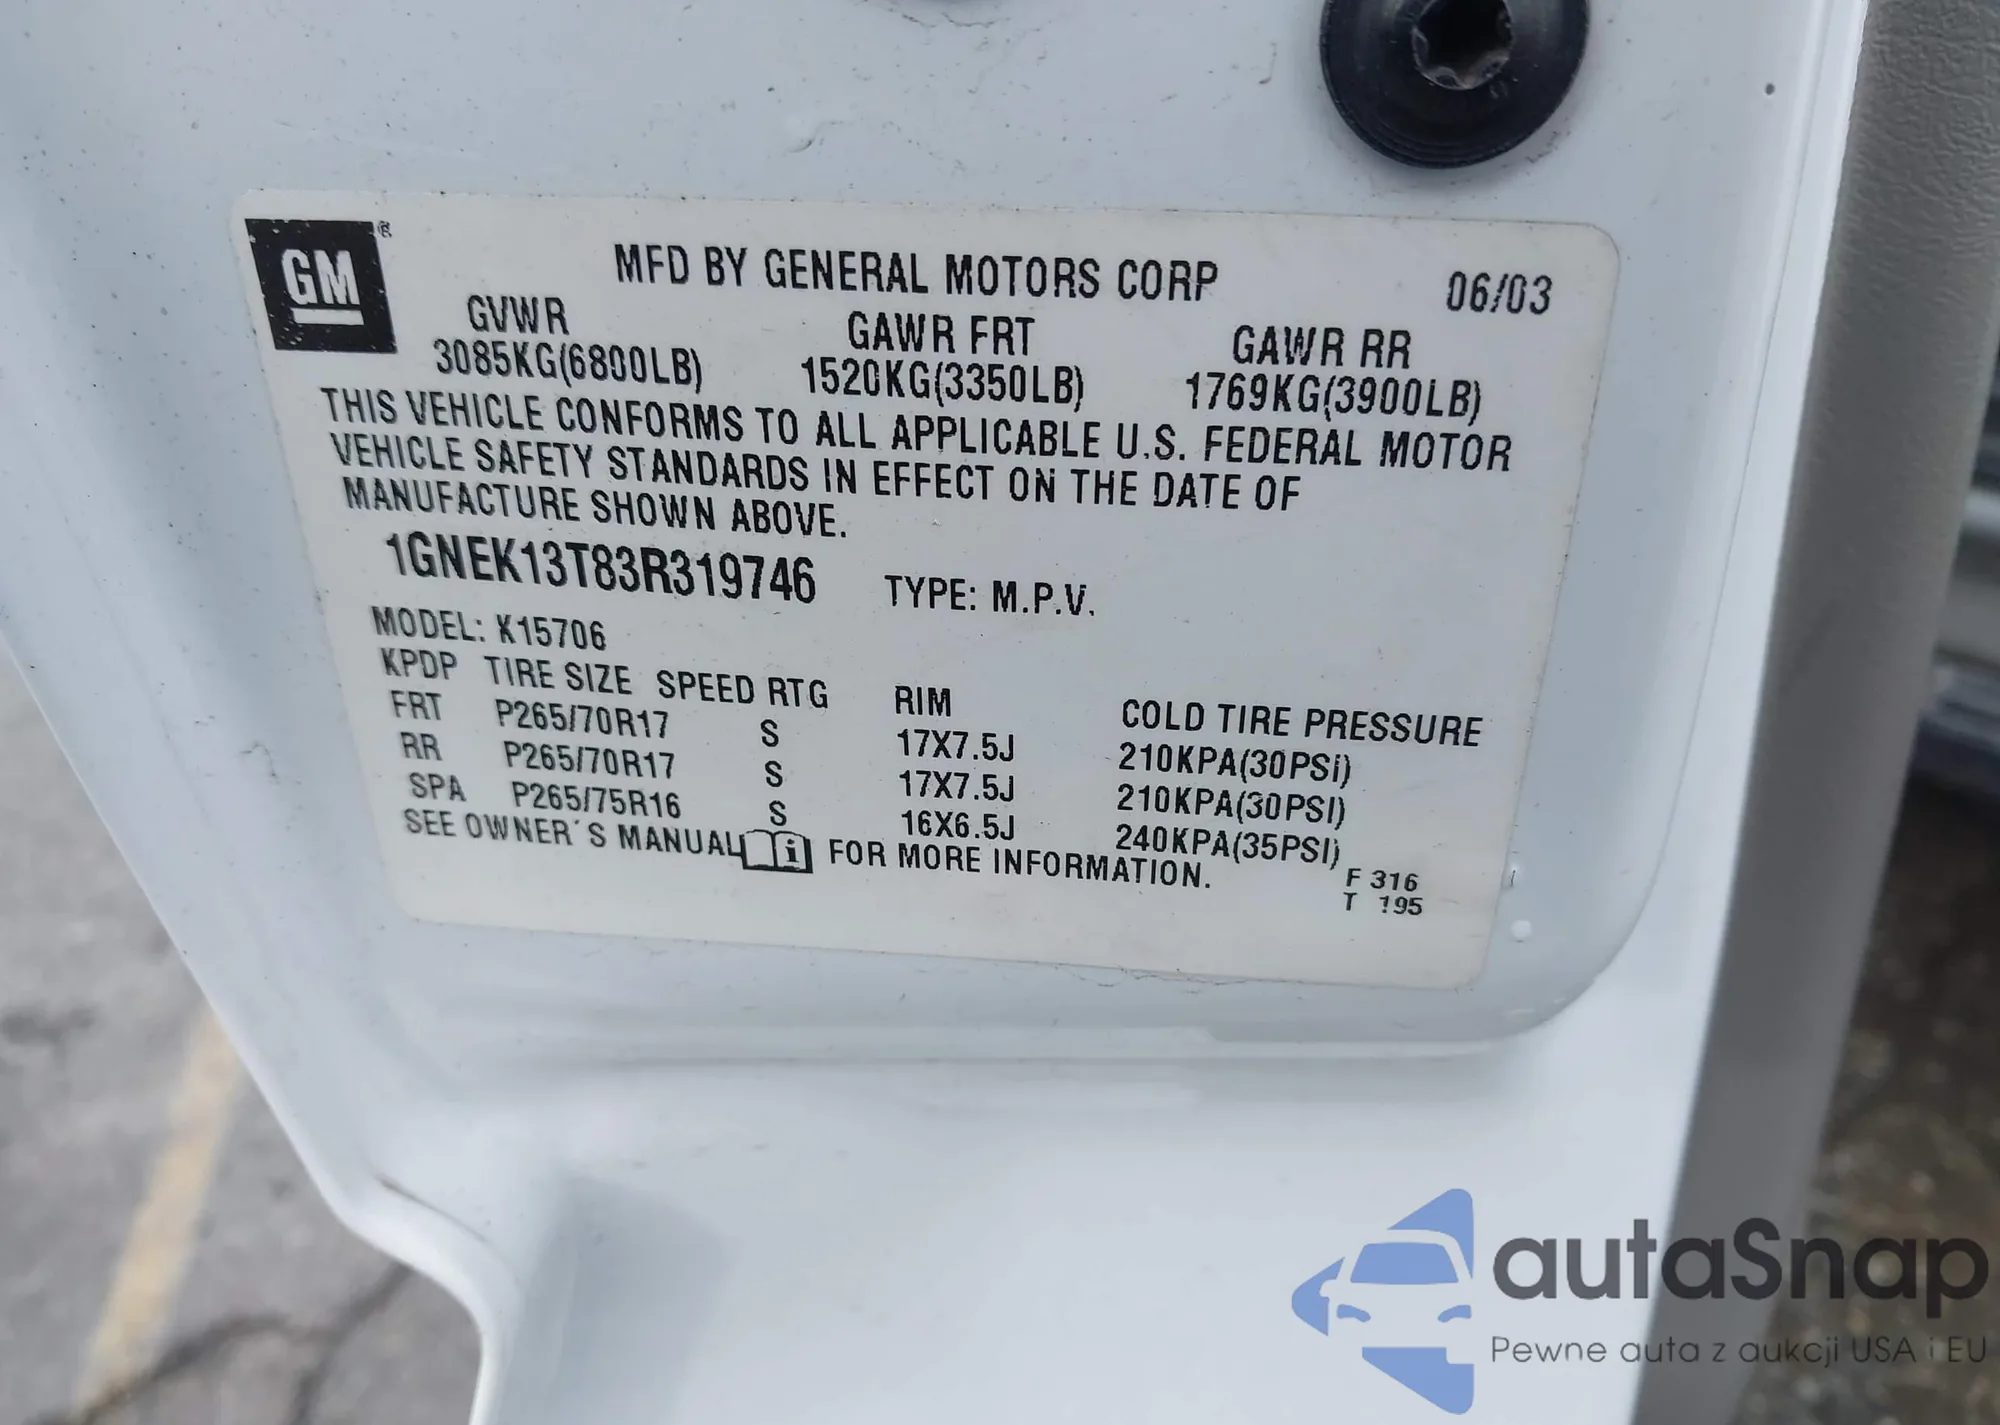 GM ®
MFD BY GENERAL MOTORS CORP 06/03
GVWR GAWR FRT GAWR RR
3085KG(6800LB) 1520KG(3350LB) 1769KG(3900LB)
THIS VEHICLE CONFORMS TO ALL APPLICABLE U.S. FEDERAL MOTOR
VEHICLE SAFETY STANDARDS IN EFFECT ON THE DATE OF
MANUFACTURE SHOWN ABOVE.
1GNEK13T83R319746 TYPE: M.P.V.
MODEL: K15706
KPDP TIRE SIZE SPEED RTG RIM COLD TIRE PRESSURE
FRT P265/70R17 S 17X7.5J 210KPA(30PSI)
RR P265/70R17 S 17X7.5J 210KPA(30PSI)
SPA P265/75R16 S 16X6.5J 240KPA(35PSI)
SEE OWNER'S MANUAL i FOR MORE INFORMATION.
F 316
T 195
autaSnap
Pewne auta z aukcji USA i EU